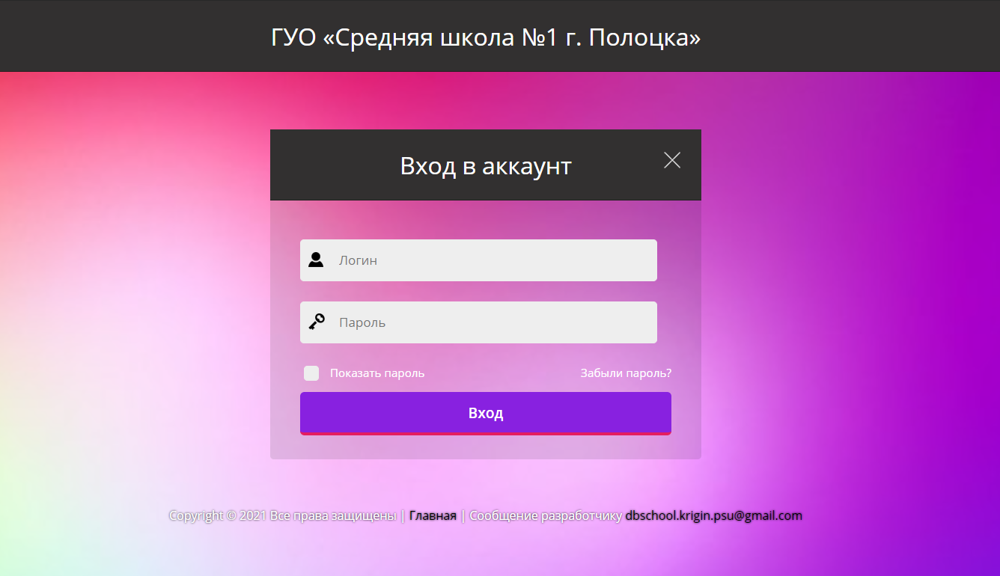 ГУО «Средняя школа №1 г. Полоцка»
Вход в аккаунт
Логин
Пароль
Показать пароль Забыли пароль?
Вход
Copyright © 2021 Все права защищены | Главная | Сообщение разработчику dbschool.krigin.psu@gmail.com